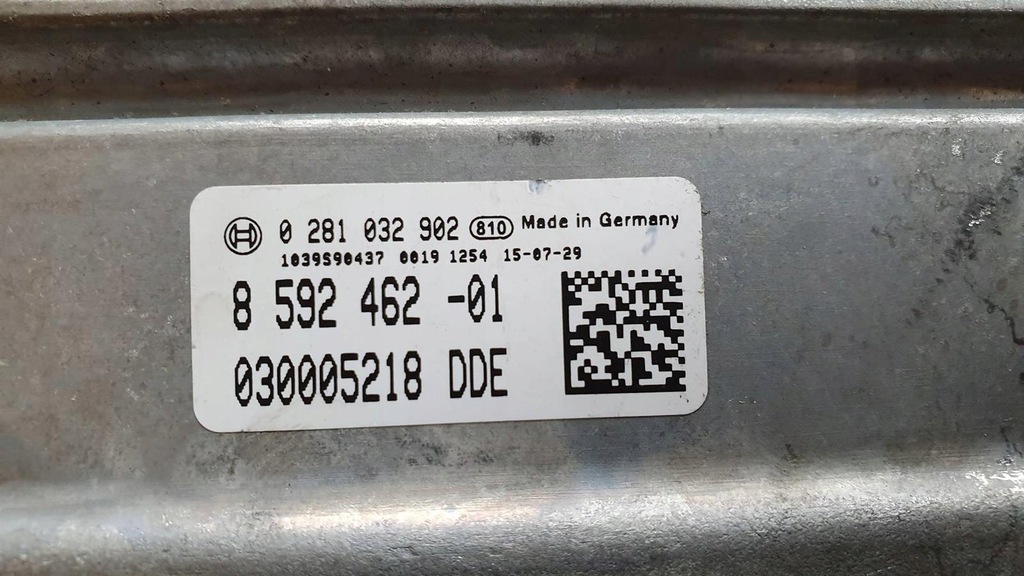 0 281 032 902 810 Made in Germany
1039S90437 0019 1254 15-07-29
8 592 462 -01
030005218 DDE